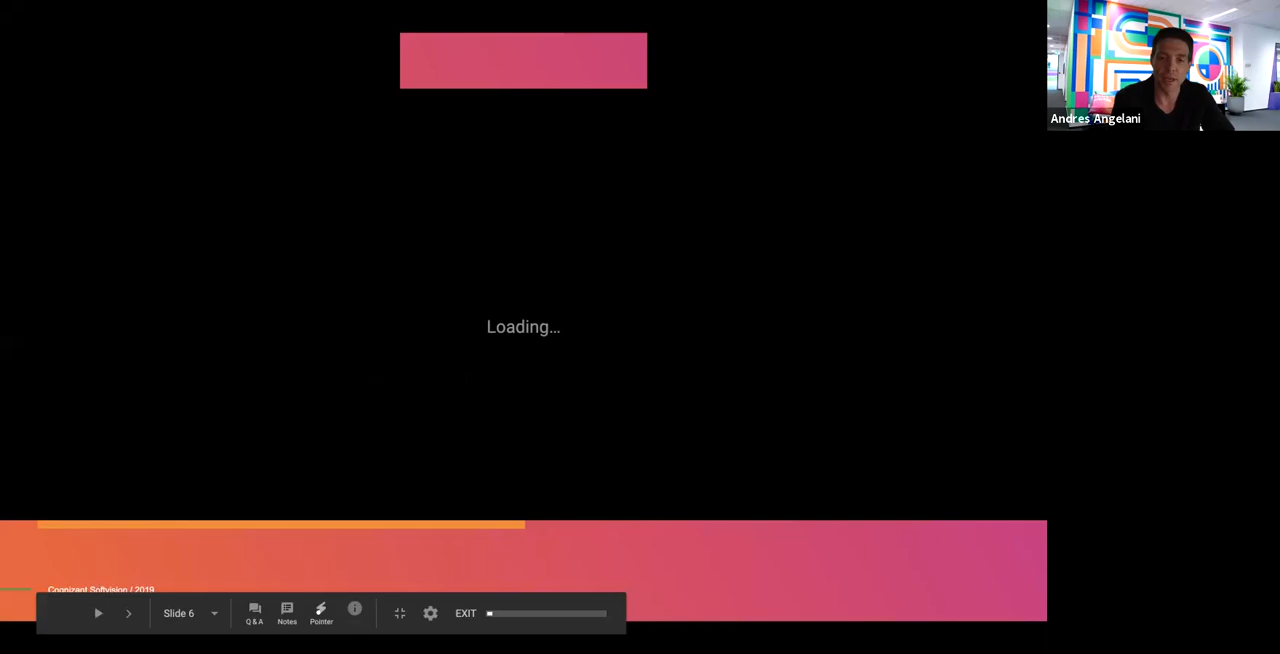 Andres Angelani
Loading...
Cognizant Softvision / 2019
Slide 6
Q & A
Notes
Pointer
EXIT